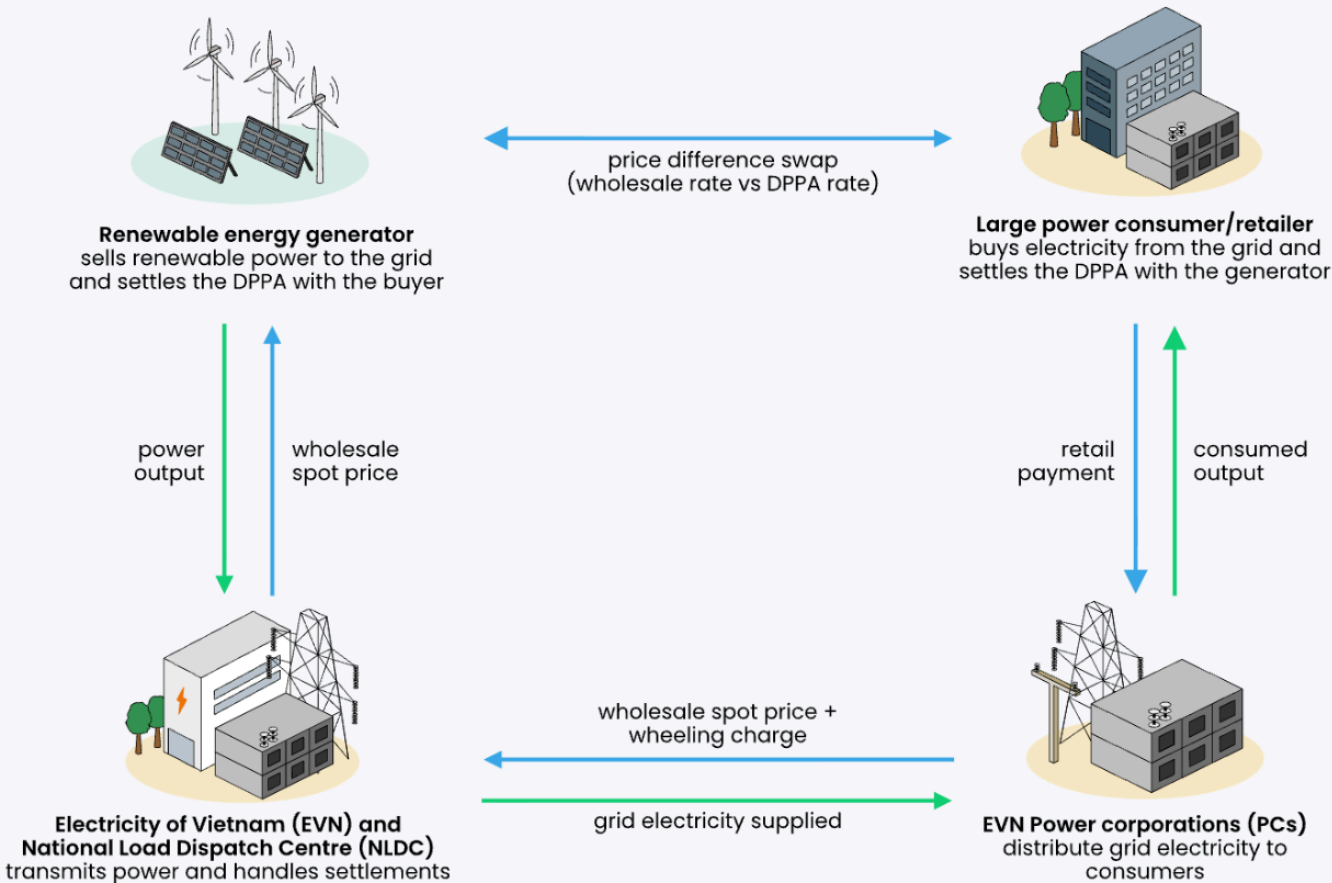 price difference swap
(wholesale rate vs DPPA rate)
Renewable energy generator
sells renewable power to the grid
and settles the DPPA with the buyer
Large power consumer/retailer
buys electricity from the grid and
settles the DPPA with the generator
power
output
wholesale
spot price
retail
payment
consumed
output
wholesale spot price +
wheeling charge
grid electricity supplied
Electricity of Vietnam (EVN) and
National Load Dispatch Centre (NLDC)
transmits power and handles settlements
EVN Power corporations (PCs)
distribute grid electricity to
consumers